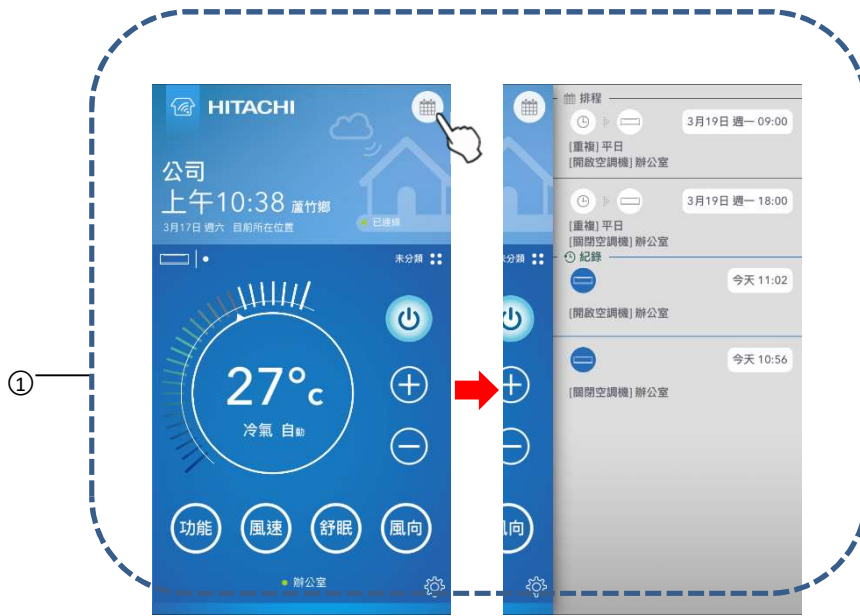 ①
HITACHI
公司
上午10:38 蘆竹鄉
3月17日 週六 目前所在位置
已連線
未分類
27°c
冷氣 自動
功能
風速
舒眠
風向
辦公室
排程
3月19日 週一 09:00
[重複] 平日
[開啟空調機] 辦公室
3月19日 週一 18:00
[重複] 平日
[關閉空調機] 辦公室
紀錄
未分類
今天 11:02
[開啟空調機] 辦公室
今天 10:56
[關閉空調機] 辦公室
風向